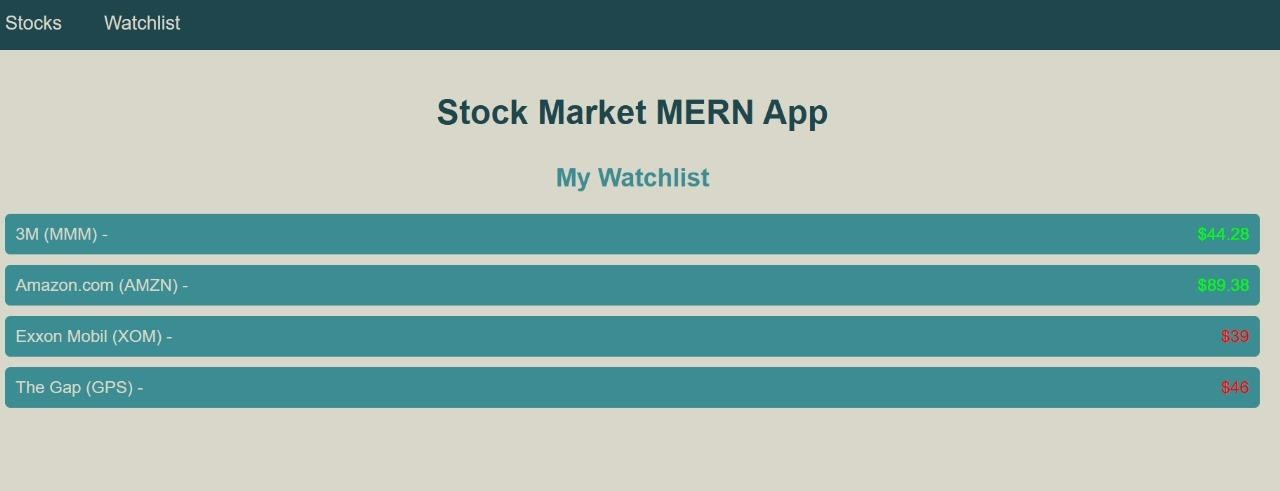 Stocks Watchlist
Stock Market MERN App
My Watchlist
3M (MMM) - $44.28
Amazon.com (AMZN) - $89.38
Exxon Mobil (XOM) - $39
The Gap (GPS) - $46